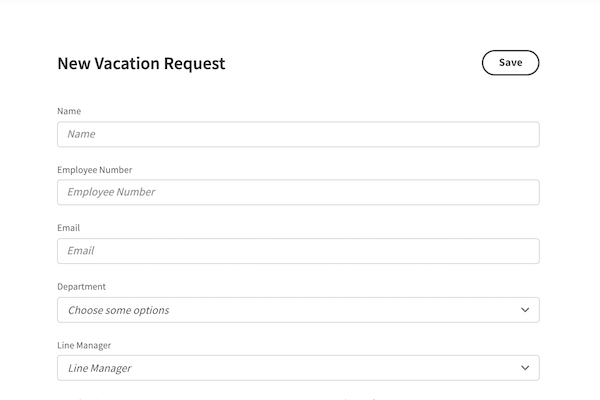 New Vacation Request
Save
Name
Name
Employee Number
Employee Number
Email
Email
Department
Choose some options
Line Manager
Line Manager